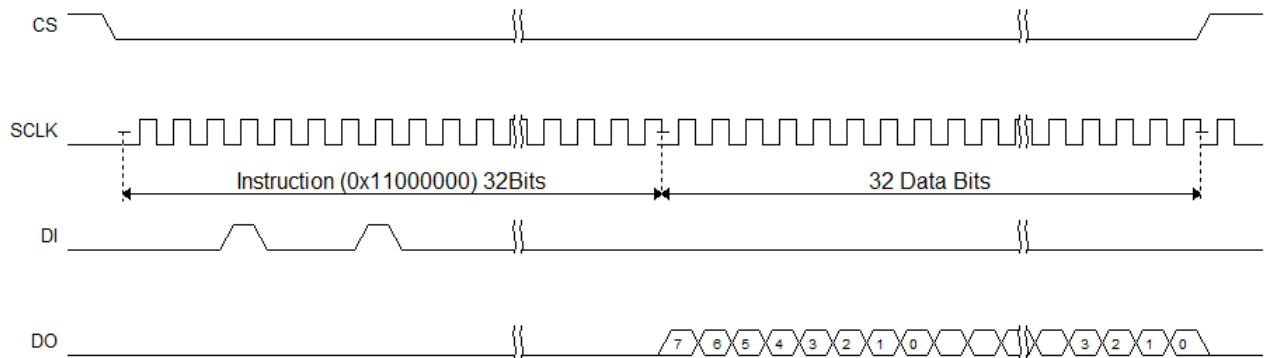 CS
SCLK
Instruction (0x11000000) 32Bits
32 Data Bits
DI
DO
7 6 5 4 3 2 1 0 3 2 1 0